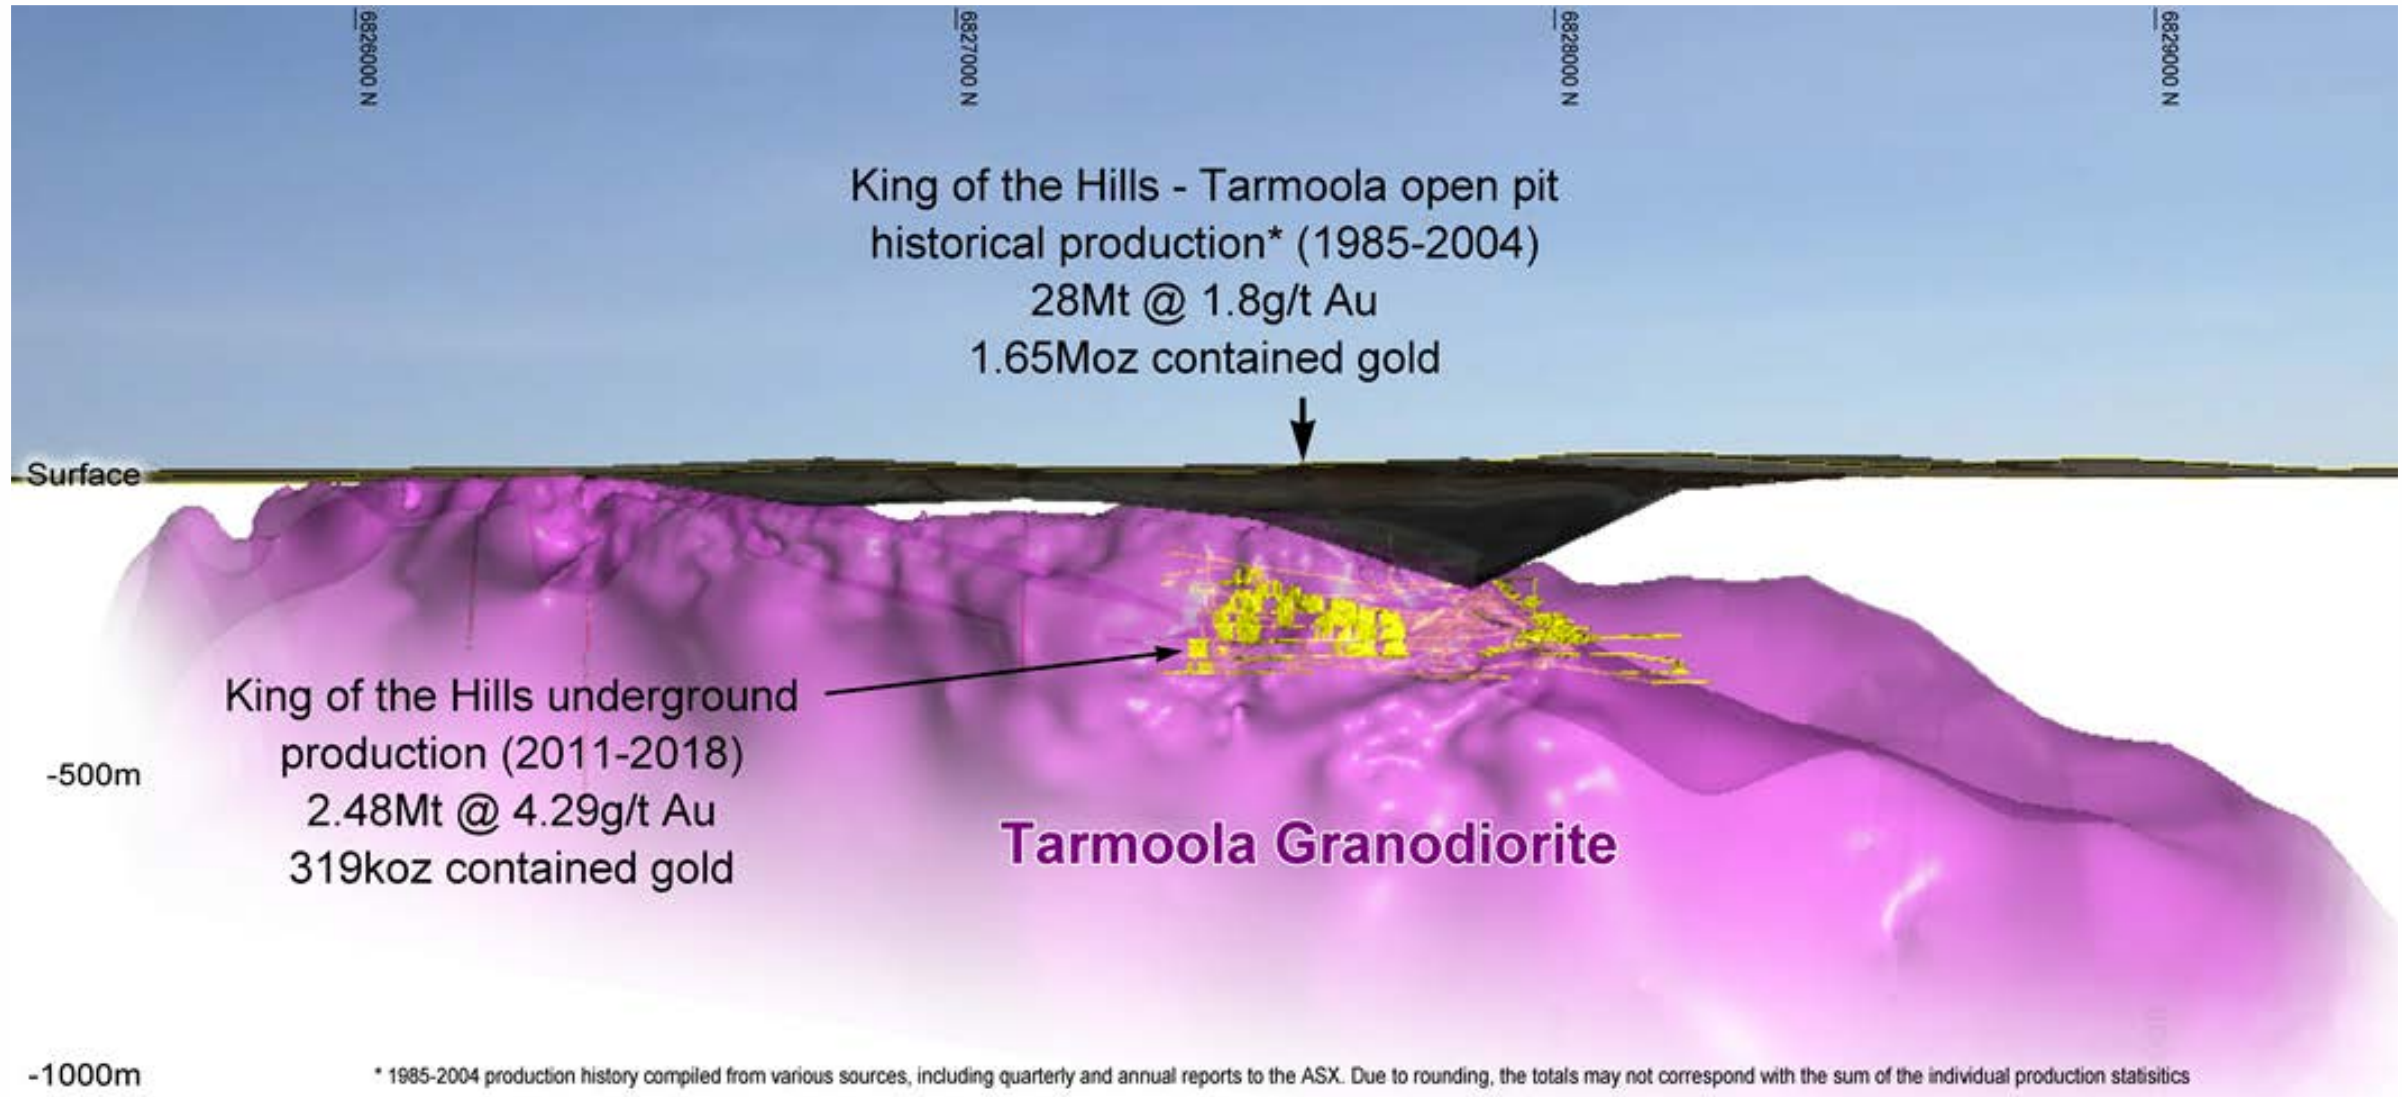 6826000 N
6827000 N
6828000 N
6829000 N
King of the Hills - Tarmoola open pit
historical production* (1985-2004)
28Mt @ 1.8g/t Au
1.65Moz contained gold
Surface
King of the Hills underground
production (2011-2018)
2.48Mt @ 4.29g/t Au
319koz contained gold
-500m
Tarmoola Granodiorite
-1000m
* 1985-2004 production history compiled from various sources, including quarterly and annual reports to the ASX. Due to rounding, the totals may not correspond with the sum of the individual production statisitics